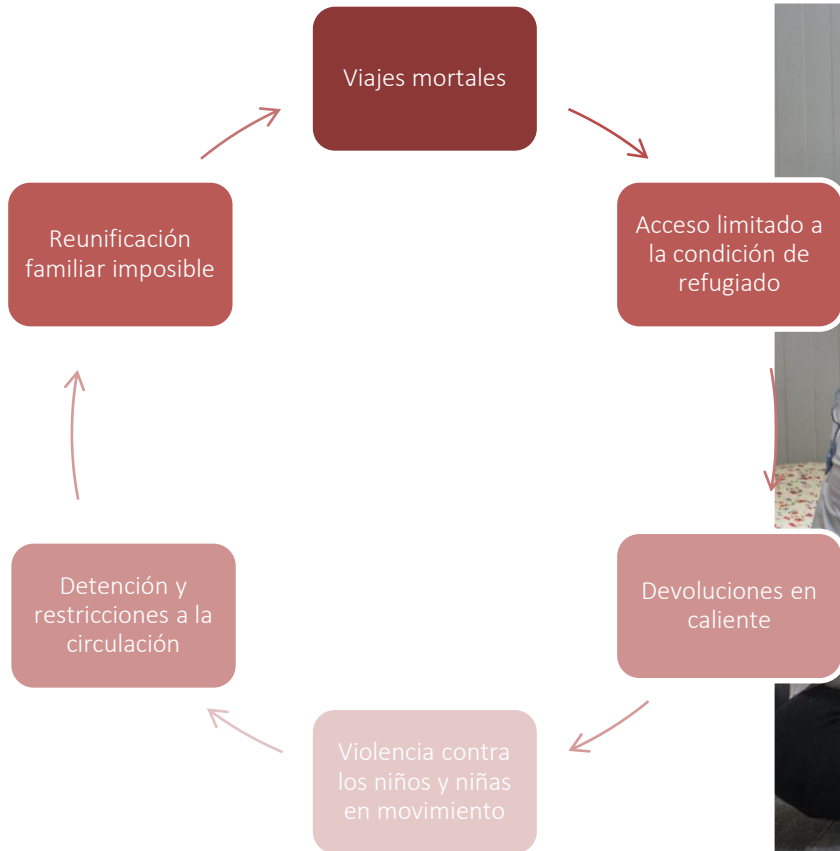 Viajes mortales
Acceso limitado a
la condición de
refugiado
Devoluciones en
caliente
Violencia contra
los niños y niñas
en movimiento
Detención y
restricciones a la
circulación
Reunificación
familiar imposible